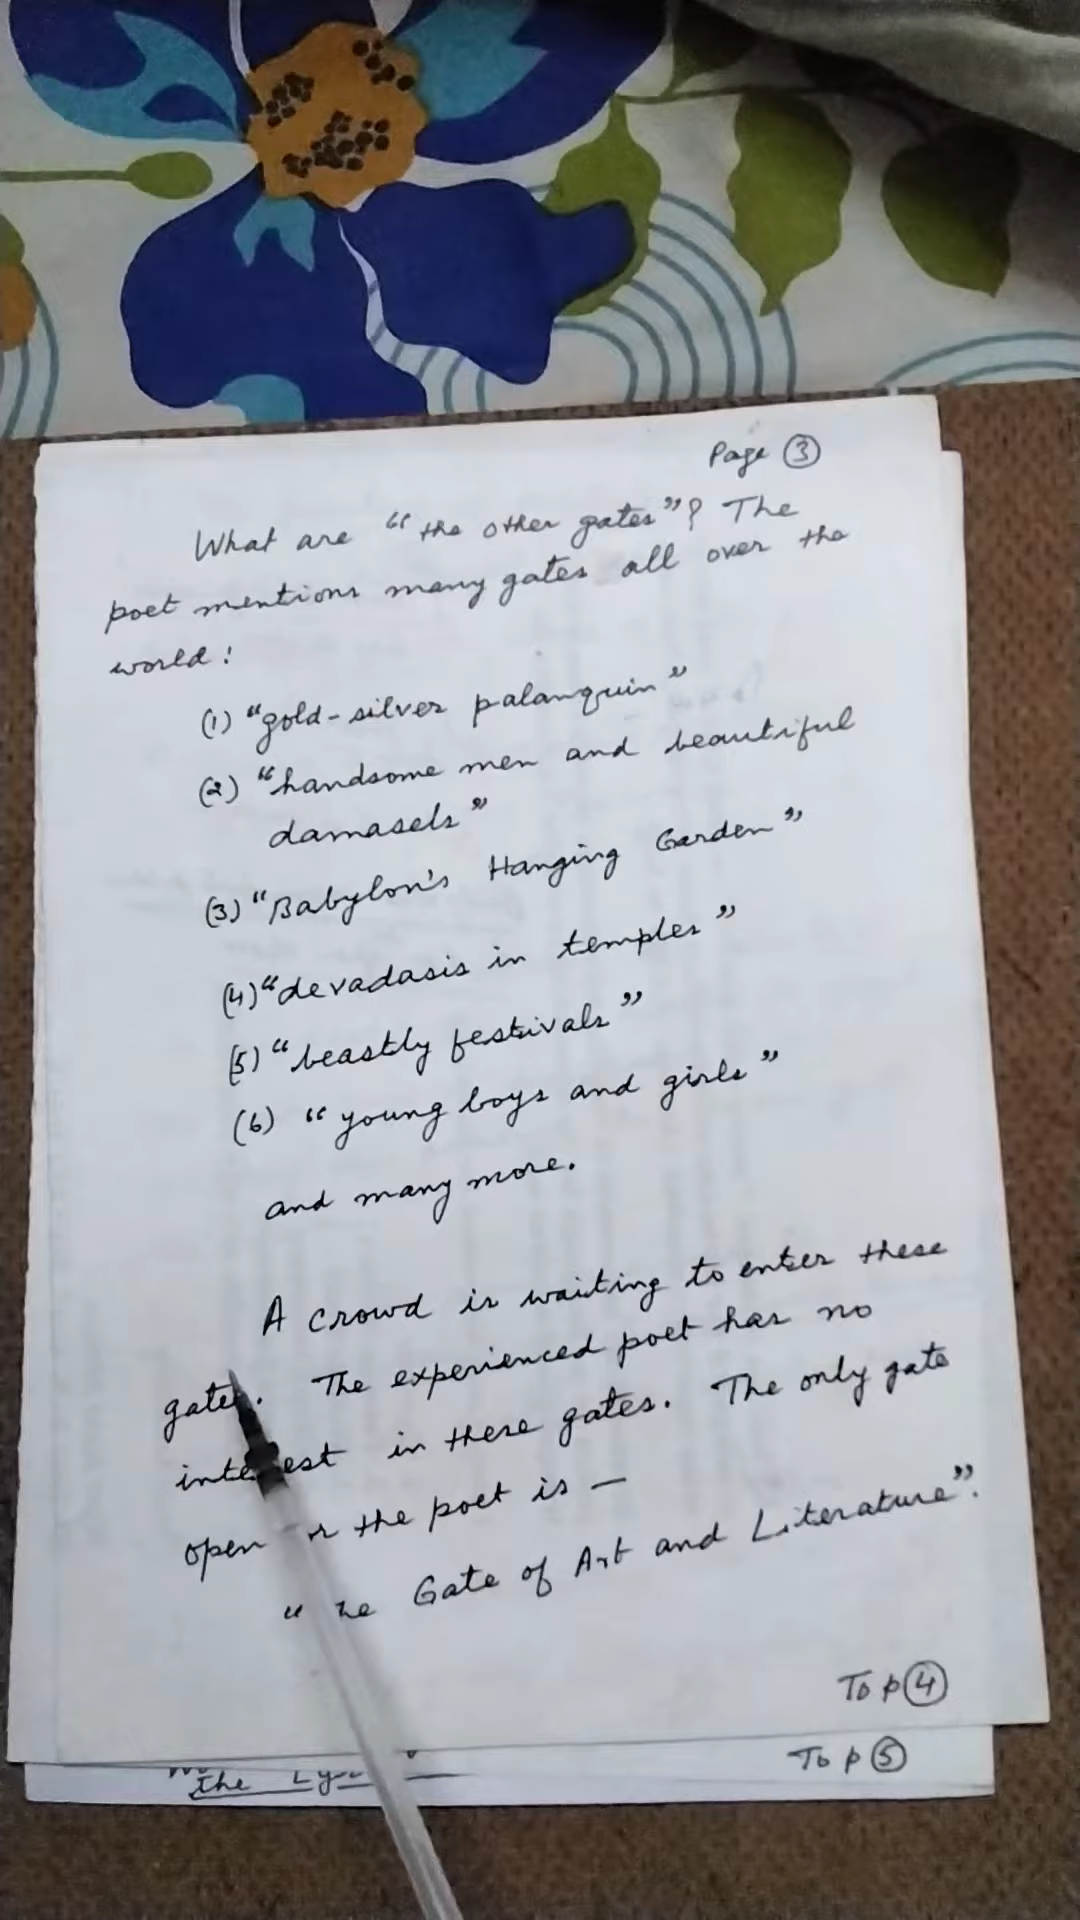 Page 3
What are "the other gates"? The
poet mentions many gates all over the
world:
(1) "gold-silver palanquin"
(2) "handsome men and beautiful
damasels"
(3) "Babylon's Hanging Garden"
(4) "devadasis in temples"
(5) "beastly festivals"
(6) "young boys and girls"
and many more.
A crowd is waiting to enter these
gates. The experienced poet has no
interest in these gates. The only gate
open the poet is —
" Gate of Art and Literature".
To p 4
To p 5
the